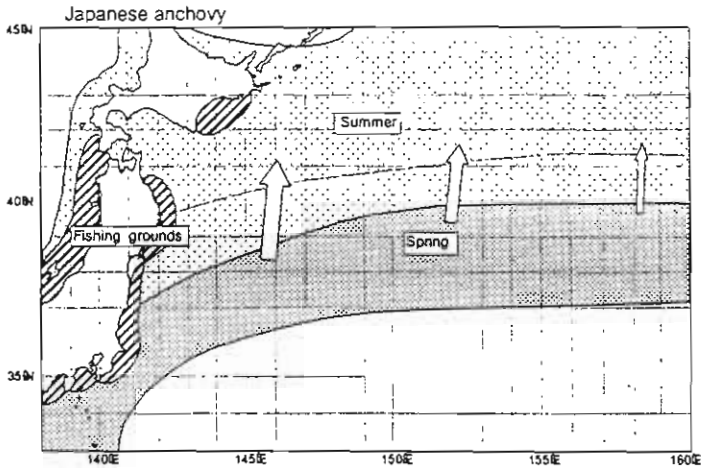 Japanese anchovy
45N
Summer
40N
Fishing grounds
Spring
35N
140E
145E
150E
155E
160E